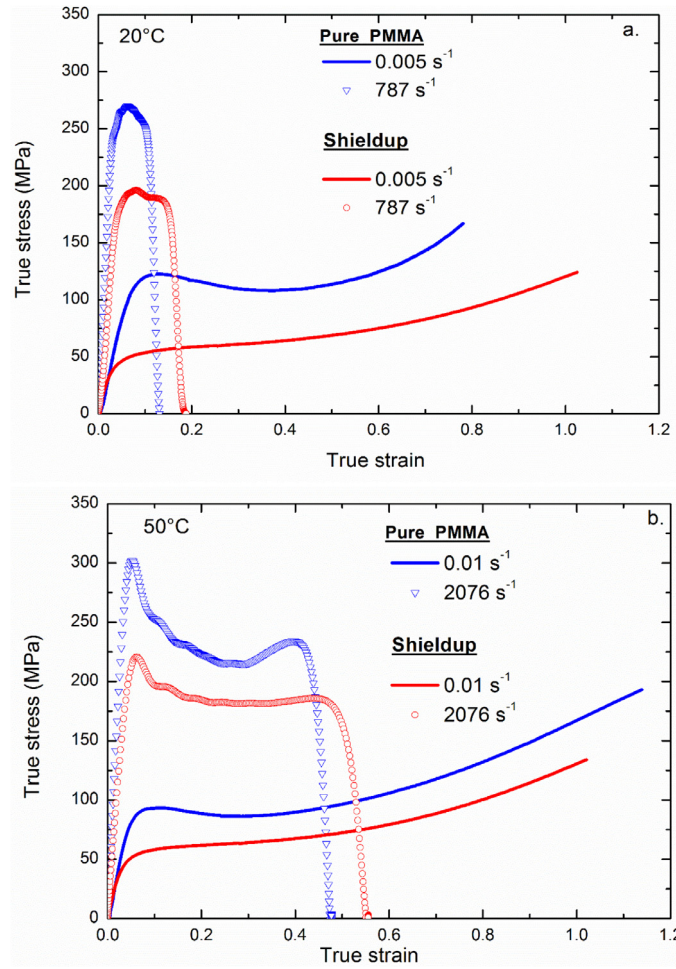 20°C
a.
Pure PMMA
0.005 s⁻¹
787 s⁻¹
Shieldup
0.005 s⁻¹
787 s⁻¹
350
300
250
200
150
100
50
0
0.0 0.2 0.4 0.6 0.8 1.0 1.2
True stress (MPa)
True strain
50°C
b.
Pure PMMA
0.01 s⁻¹
2076 s⁻¹
Shieldup
0.01 s⁻¹
2076 s⁻¹
350
300
250
200
150
100
50
0
0.0 0.2 0.4 0.6 0.8 1.0 1.2
True stress (MPa)
True strain